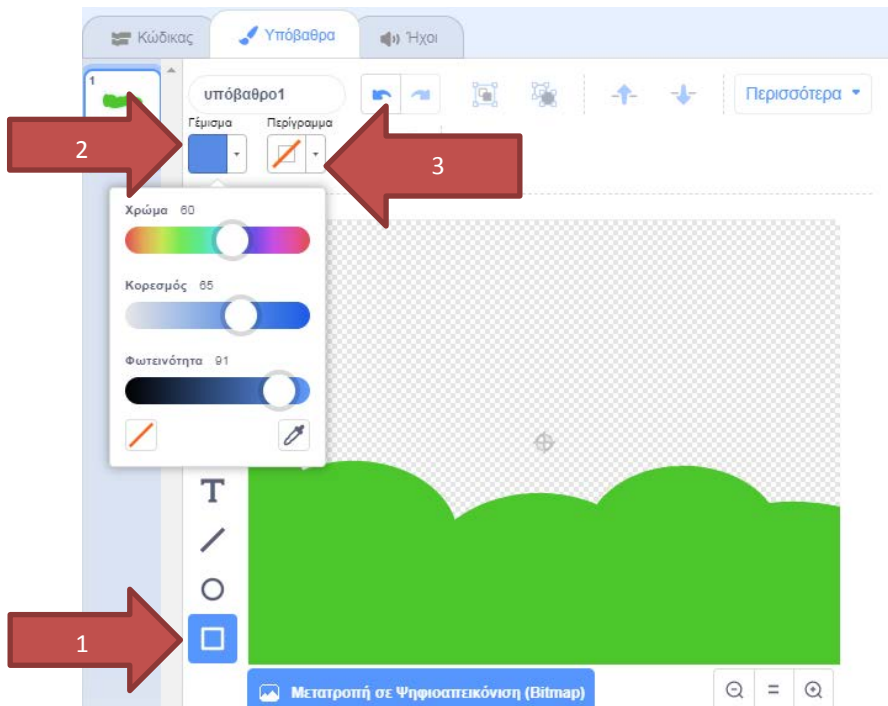 Κώδικας Υπόβαθρα Ήχοι
1
υπόβαθρο1 Περισσότερα
Γέμισμα Περίγραμμα
2
3
Χρώμα 60
Κορεσμός 65
Φωτεινότητα 91
T
1
Μετατροπή σε Ψηφιοαπεικόνιση (Bitmap) =